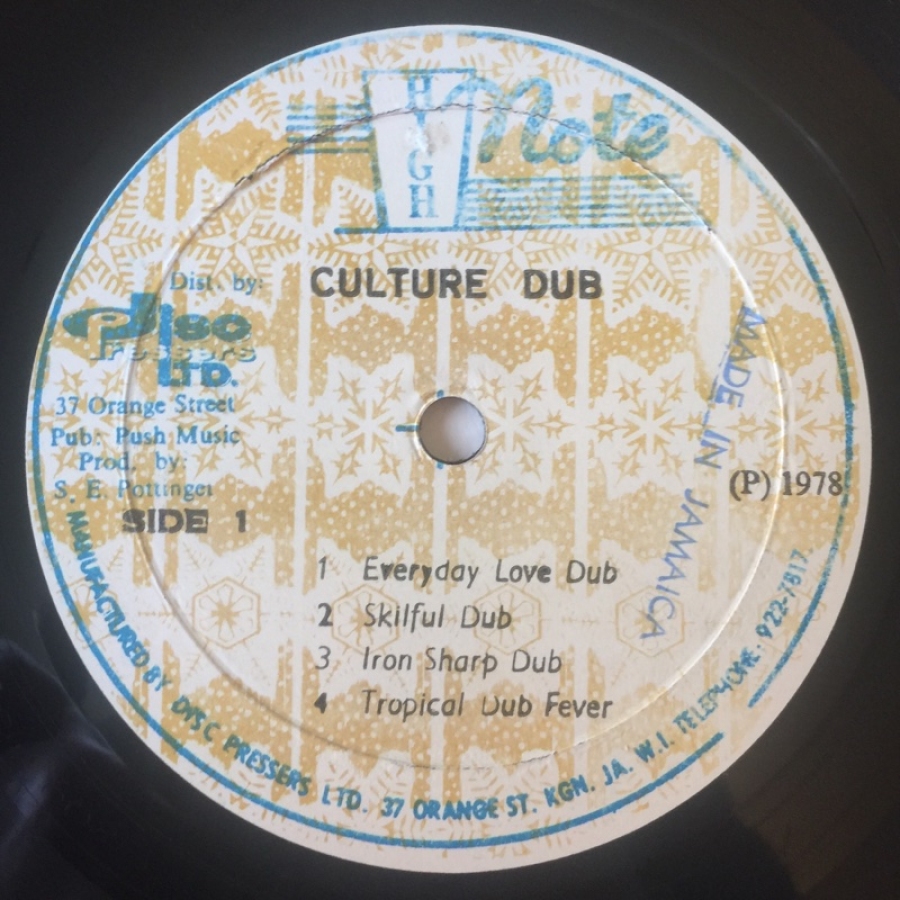 HIGH Note
CULTURE DUB
Dist. by:
Disc
Pressers
LTD.
37 Orange Street
Pub: Push Music
Prod. by:
S. E. Pottinger
SIDE 1
MADE IN JAMAICA
(P) 1978
1 Everyday Love Dub
2 Skilful Dub
3 Iron Sharp Dub
4 Tropical Dub Fever
MANUFACTURED BY DISC PRESSERS LTD. 37 ORANGE ST. KGN. JA. W.I. TELEPHONE. 922-7817